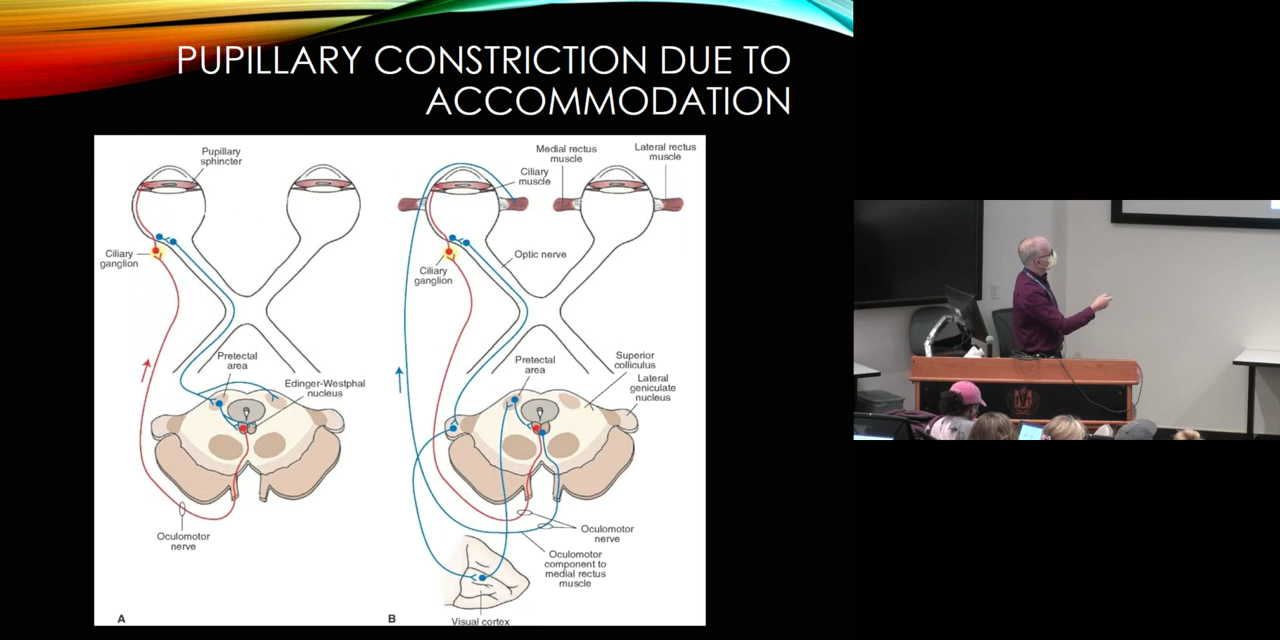 PUPILLARY CONSTRICTION DUE TO
ACCOMMODATION
Pupillary
sphincter
Ciliary
ganglion
Pretectal
area
Edinger-Westphal
nucleus
Oculomotor
nerve
A
Medial rectus
muscle
Lateral rectus
muscle
Ciliary
muscle
Optic nerve
Ciliary
ganglion
Pretectal
area
Superior
colliculus
Lateral
geniculate
nucleus
Oculomotor
nerve
Oculomotor
component to
medial rectus
muscle
Visual cortex
B